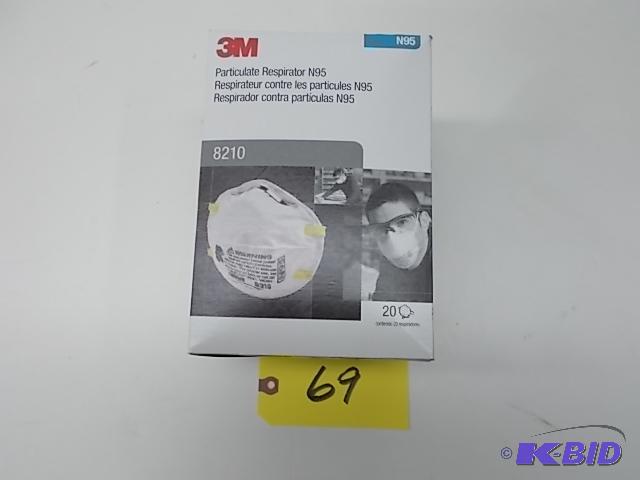 3M
N95
Particulate Respirator N95
Respirateur contre les particules N95
Respirador contra partículas N95
8210
20
69
© K-BID